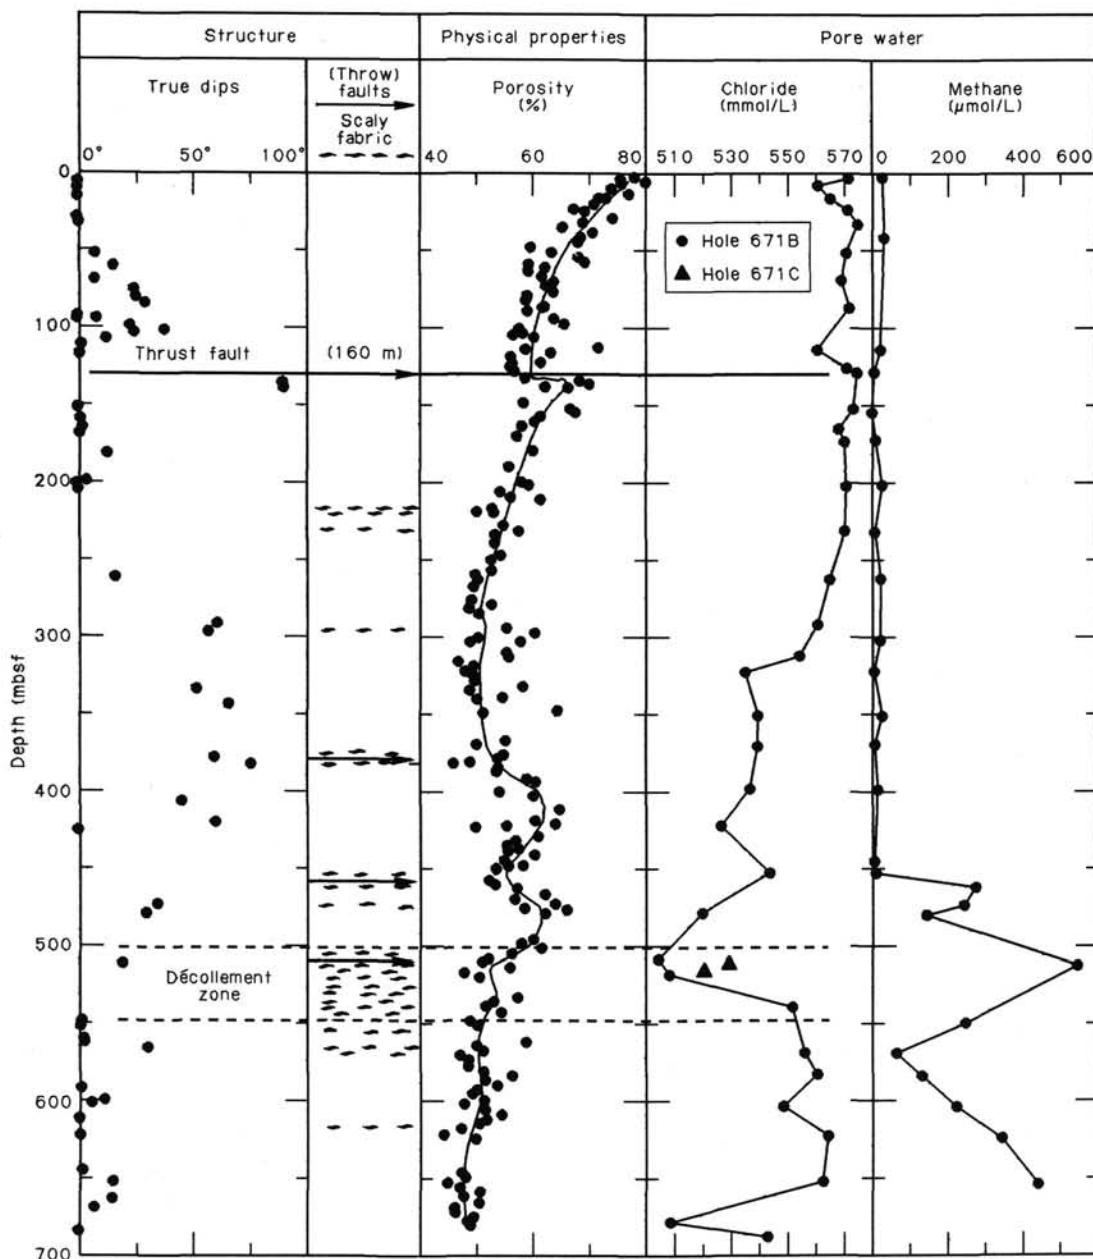 Structure Physical properties Pore water
True dips (Throw) faults Scaly fabric Porosity (%) Chloride (mmol/L) Methane (µmol/L)
0° 50° 100° 40 60 80 510 530 550 570 0 200 400 600
0
Hole 671B
Hole 671C
100
Thrust fault (160 m)
200
300
Depth (mbsf
400
500
Décollement
zone
600
700